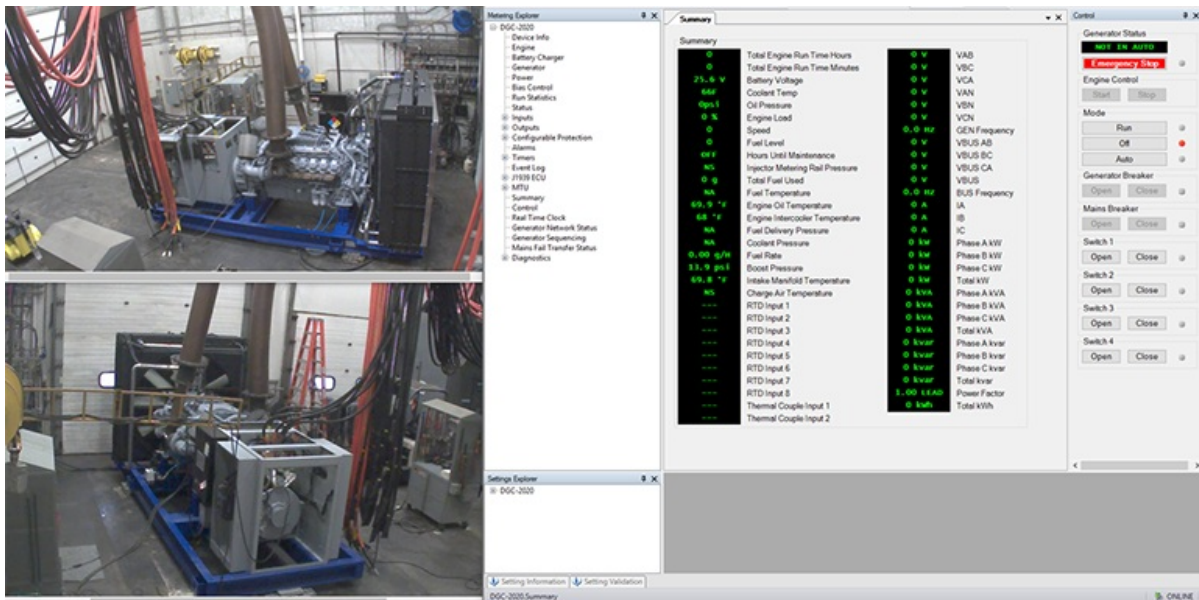 Metering Explorer
DGC-2020
Device Info
Engine
Battery Charger
Generator
Power
Bias Control
Run Statistics
Status
Inputs
Outputs
Configurable Protection
Alarms
Timers
Event Log
J1939 ECU
MTU
Summary
Control
Real Time Clock
Generator Network Status
Generator Sequencing
Mains Fail Transfer Status
Diagnostics
Settings Explorer
DGC-2020
Setting Information Setting Validation
DGC-2020.Summary
Summary
Summary
0 Total Engine Run Time Hours
0 Total Engine Run Time Minutes
25.6 V Battery Voltage
66F Coolant Temp
0psi Oil Pressure
0 % Engine Load
0 Speed
0 Fuel Level
OFF Hours Until Maintenance
NS Injector Metering Rail Pressure
0 g Total Fuel Used
NA Fuel Temperature
69.9 °F Engine Oil Temperature
68 °F Engine Intercooler Temperature
NA Fuel Delivery Pressure
NA Coolant Pressure
0.00 g/H Fuel Rate
13.9 psi Boost Pressure
69.8 °F Intake Manifold Temperature
NS Charge Air Temperature
--- RTD Input 1
--- RTD Input 2
--- RTD Input 3
--- RTD Input 4
--- RTD Input 5
--- RTD Input 6
--- RTD Input 7
--- RTD Input 8
--- Thermal Couple Input 1
--- Thermal Couple Input 2
0 V VAB
0 V VBC
0 V VCA
0 V VAN
0 V VBN
0 V VCN
0.0 HZ GEN Frequency
0 V VBUS AB
0 V VBUS BC
0 V VBUS CA
0 V VBUS
0.0 HZ BUS Frequency
0 A IA
0 A IB
0 A IC
0 kW Phase A kW
0 kW Phase B kW
0 kW Phase C kW
0 kW Total kW
0 kVA Phase A kVA
0 kVA Phase B kVA
0 kVA Phase C kVA
0 kVA Total kVA
0 kvar Phase A kvar
0 kvar Phase B kvar
0 kvar Phase C kvar
0 kvar Total kvar
1.00 LEAD Power Factor
0 kWh Total kWh
Control
Generator Status
NOT IN AUTO
Emergency Stop
Engine Control
Start Stop
Mode
Run
Off
Auto
Generator Breaker
Open Close
Mains Breaker
Open Close
Switch 1
Open Close
Switch 2
Open Close
Switch 3
Open Close
Switch 4
Open Close
ONLINE